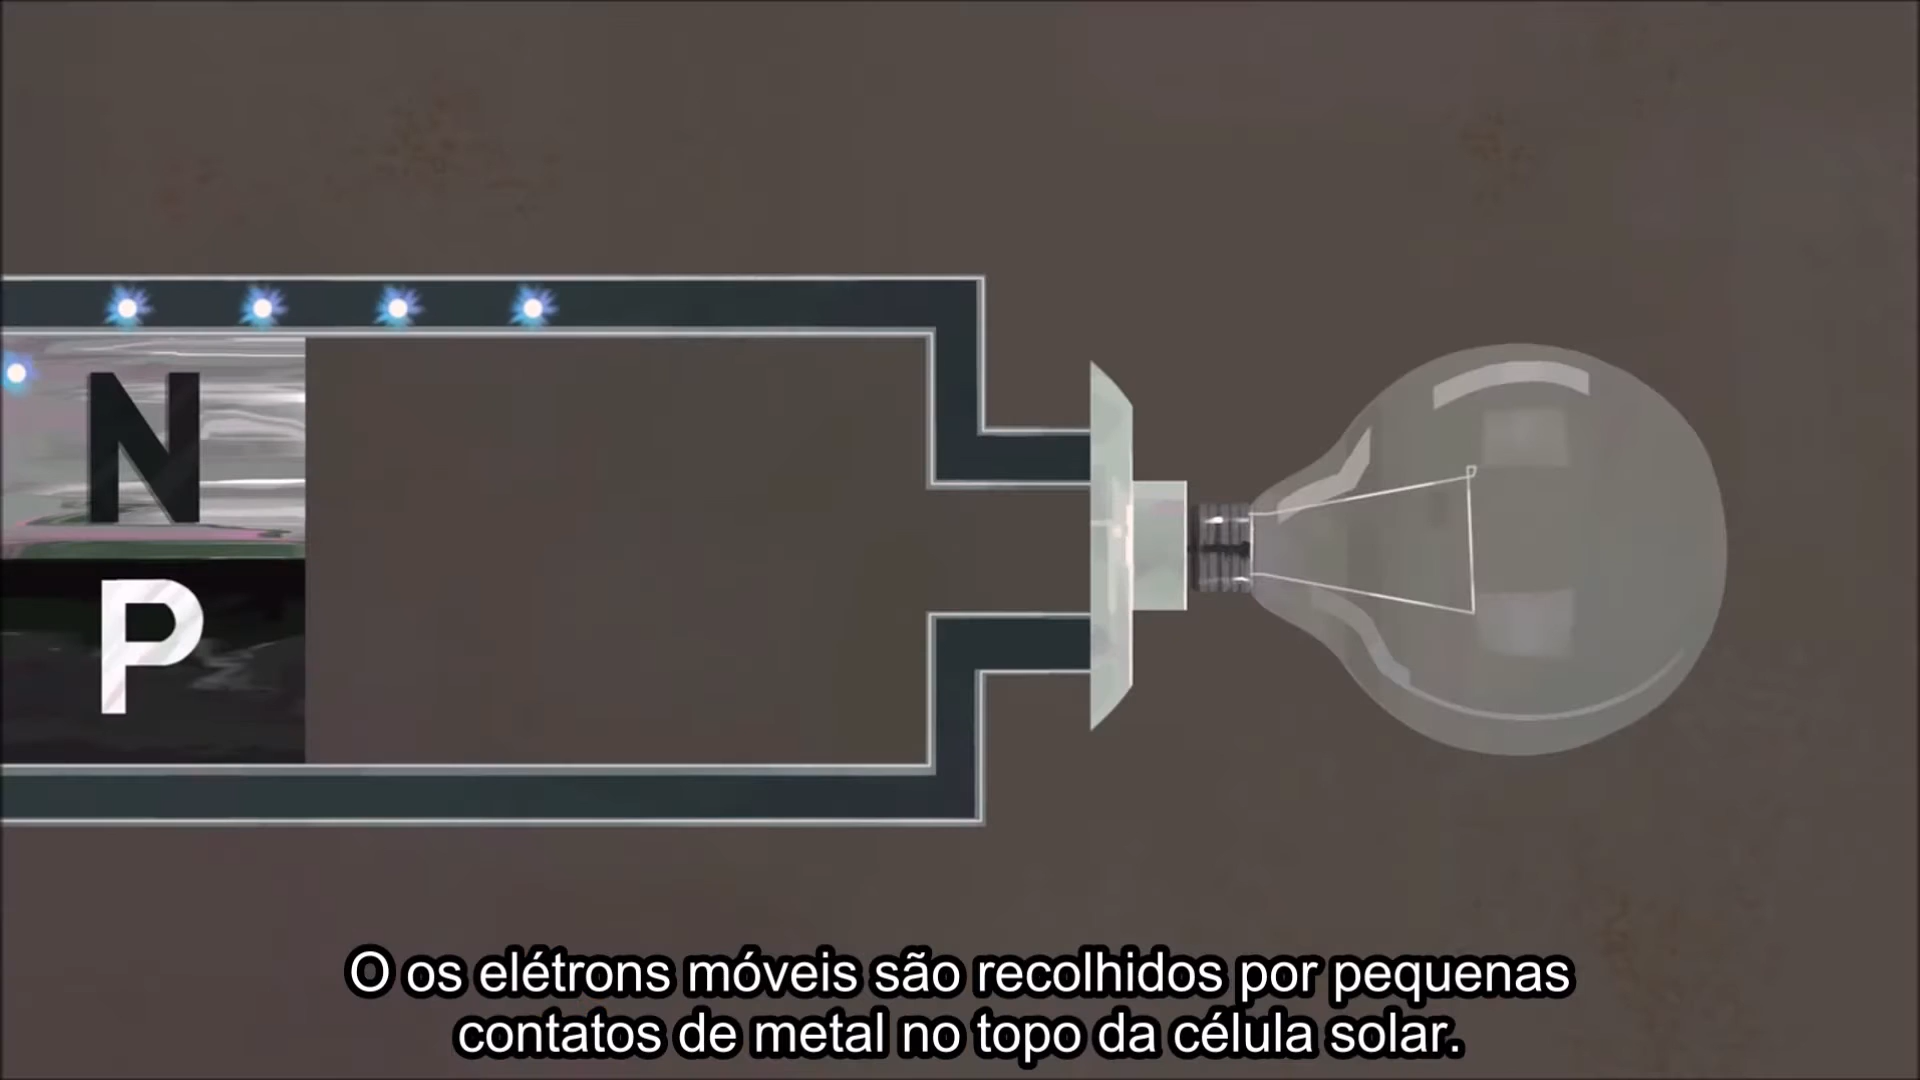 N
P
O os elétrons móveis são recolhidos por pequenas
contatos de metal no topo da célula solar.